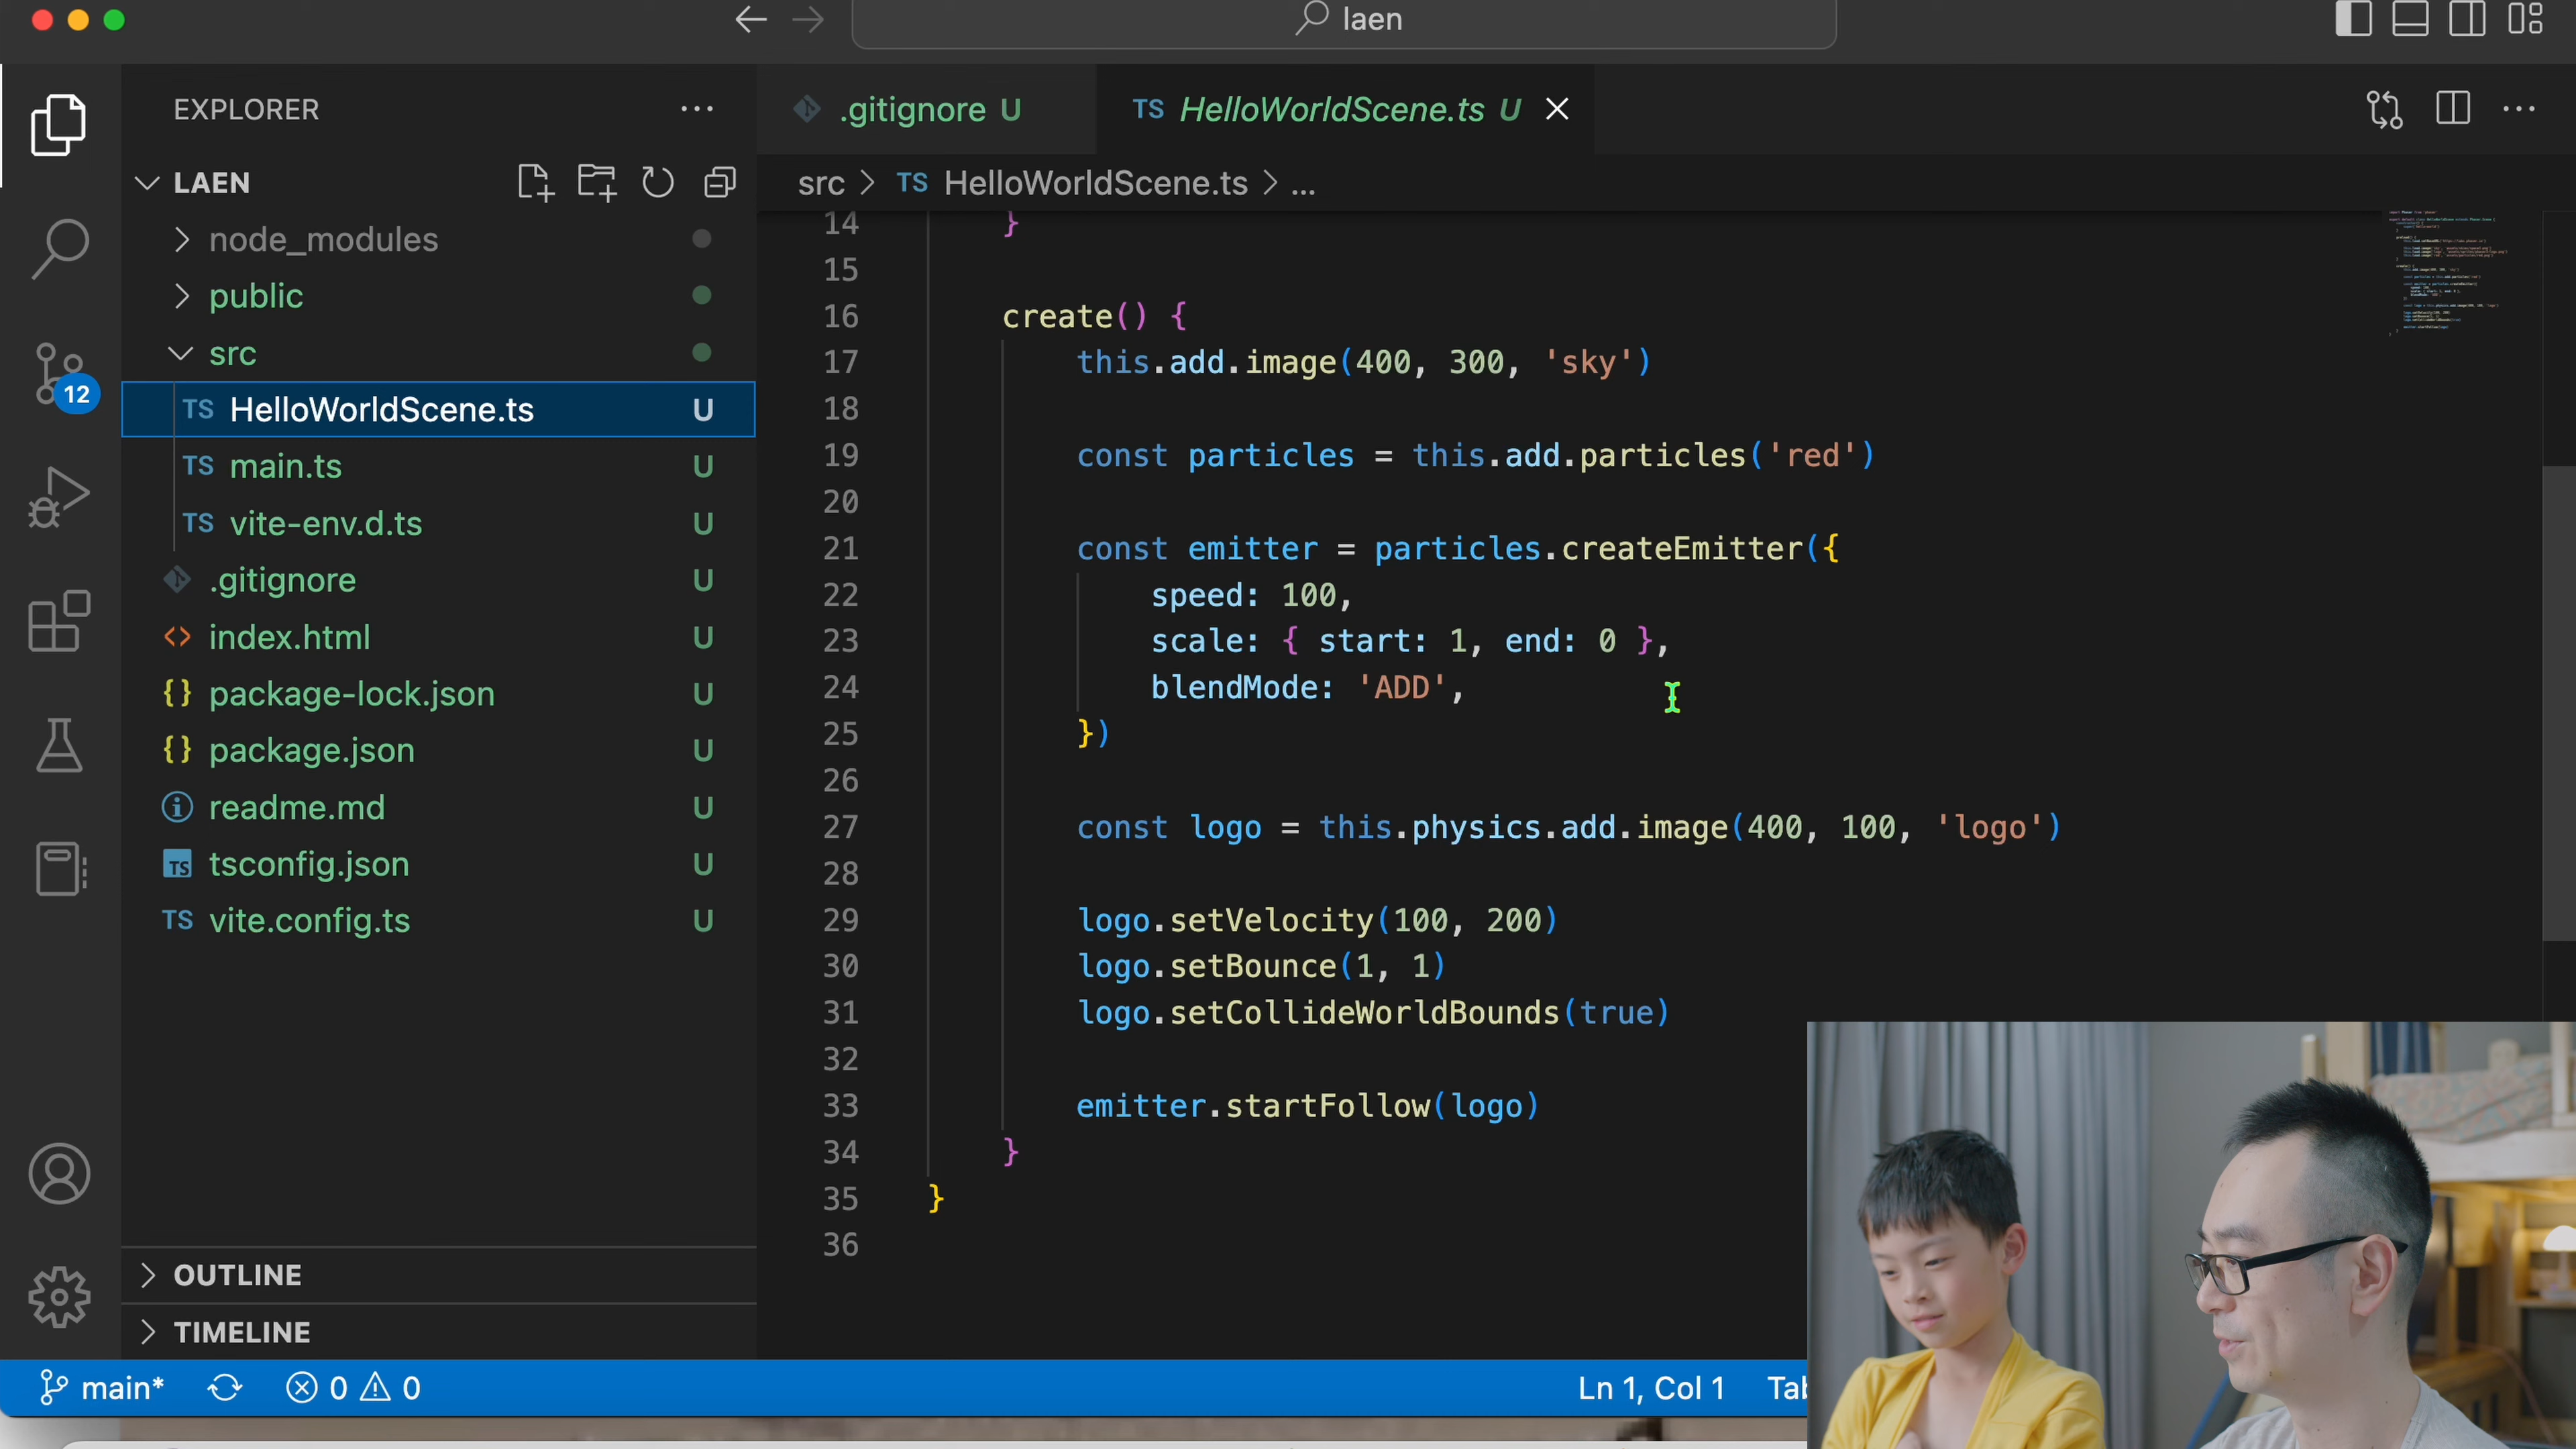 laen
EXPLORER
.gitignore U
HelloWorldScene.ts U
LAEN
src > TS HelloWorldScene.ts > ...
node_modules
public
src
TS HelloWorldScene.ts U
TS main.ts U
TS vite-env.d.ts U
.gitignore U
index.html U
package-lock.json U
package.json U
readme.md U
tsconfig.json U
TS vite.config.ts U
12
14 }
15
16 create() {
17 this.add.image(400, 300, 'sky')
18
19 const particles = this.add.particles('red')
20
21 const emitter = particles.createEmitter({
22 speed: 100,
23 scale: { start: 1, end: 0 },
24 blendMode: 'ADD',
25 })
26
27 const logo = this.physics.add.image(400, 100, 'logo')
28
29 logo.setVelocity(100, 200)
30 logo.setBounce(1, 1)
31 logo.setCollideWorldBounds(true)
32
33 emitter.startFollow(logo)
34 }
35 }
36
OUTLINE
TIMELINE
main* 0 0 Ln 1, Col 1